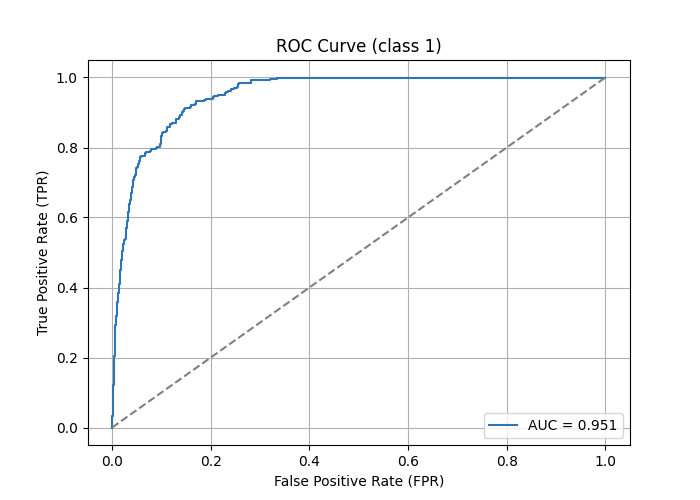 ROC Curve (class 1)
True Positive Rate (TPR)
1.0
0.8
0.6
0.4
0.2
0.0
AUC = 0.951
0.0 0.2 0.4 0.6 0.8 1.0
False Positive Rate (FPR)